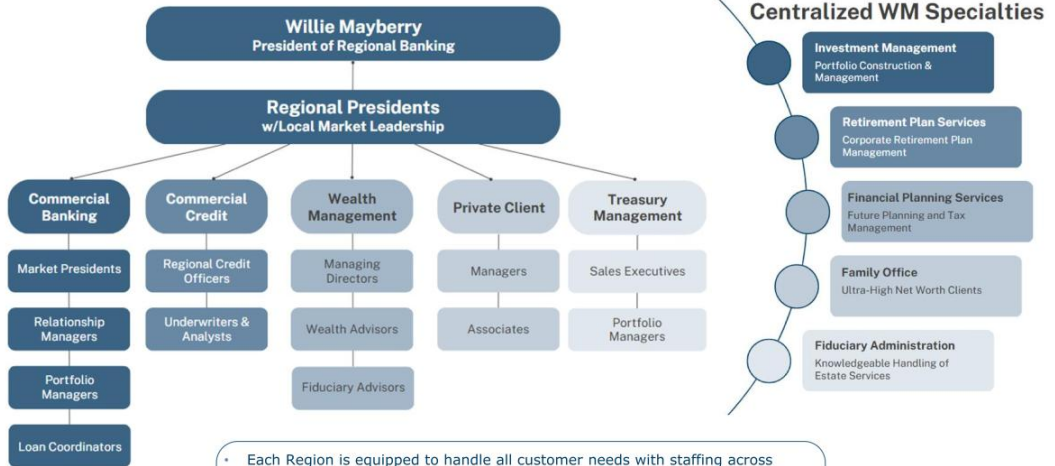 Willie Mayberry
President of Regional Banking
Regional Presidents
w/Local Market Leadership
Commercial
Banking
Market Presidents
Relationship
Managers
Portfolio
Managers
Loan Coordinators
Commercial
Credit
Regional Credit
Officers
Underwriters &
Analysts
Wealth
Management
Managing
Directors
Wealth Advisors
Fiduciary Advisors
Private Client
Managers
Associates
Treasury
Management
Sales Executives
Portfolio
Managers
Centralized WM Specialties
Investment Management
Portfolio Construction &
Management
Retirement Plan Services
Corporate Retirement Plan
Management
Financial Planning Services
Future Planning and Tax
Management
Family Office
Ultra-High Net Worth Clients
Fiduciary Administration
Knowledgeable Handling of
Estate Services
• Each Region is equipped to handle all customer needs with staffing across